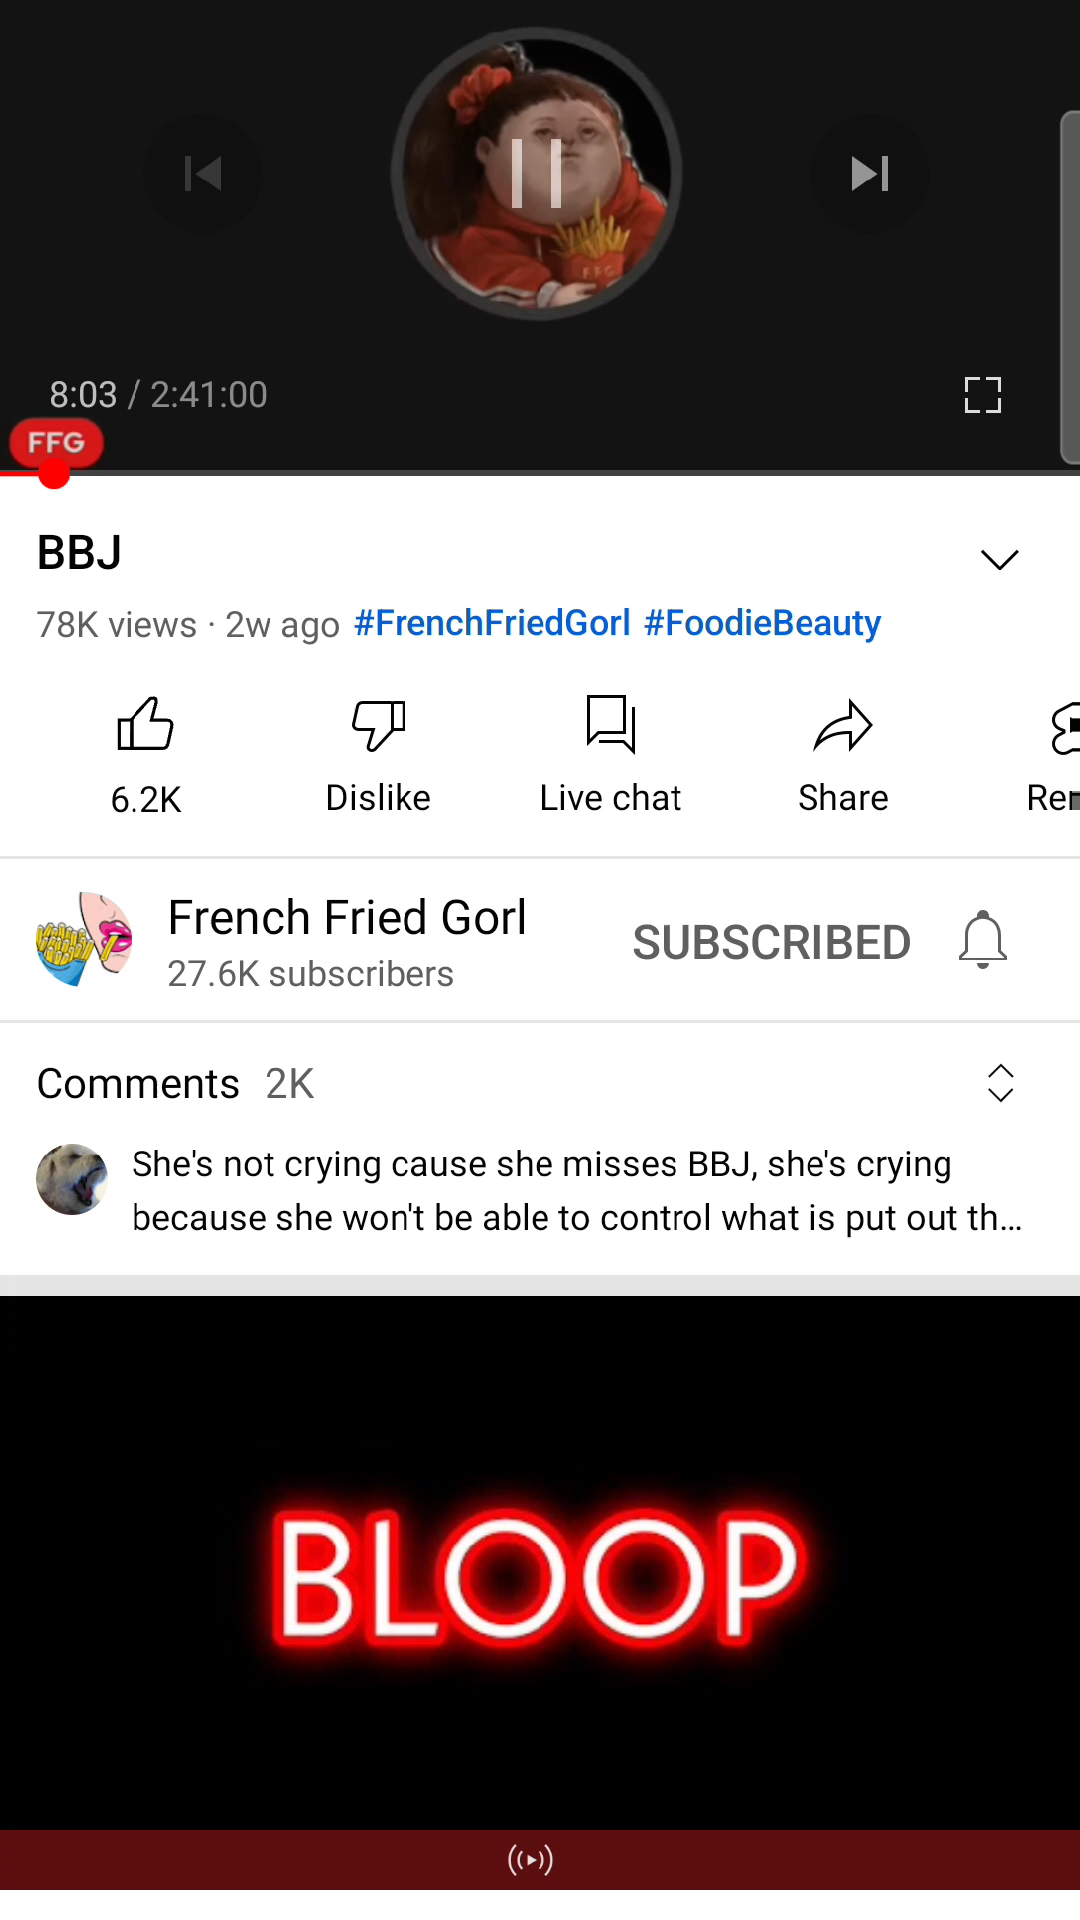 FFG
8:03 / 2:41:00
FFG
BBJ
78K views · 2w ago #FrenchFriedGorl #FoodieBeauty
6.2K Dislike Live chat Share
French Fried Gorl
27.6K subscribers
SUBSCRIBED
Comments 2K
She's not crying cause she misses BBJ, she's crying
because she won't be able to control what is put out th...
BLOOP